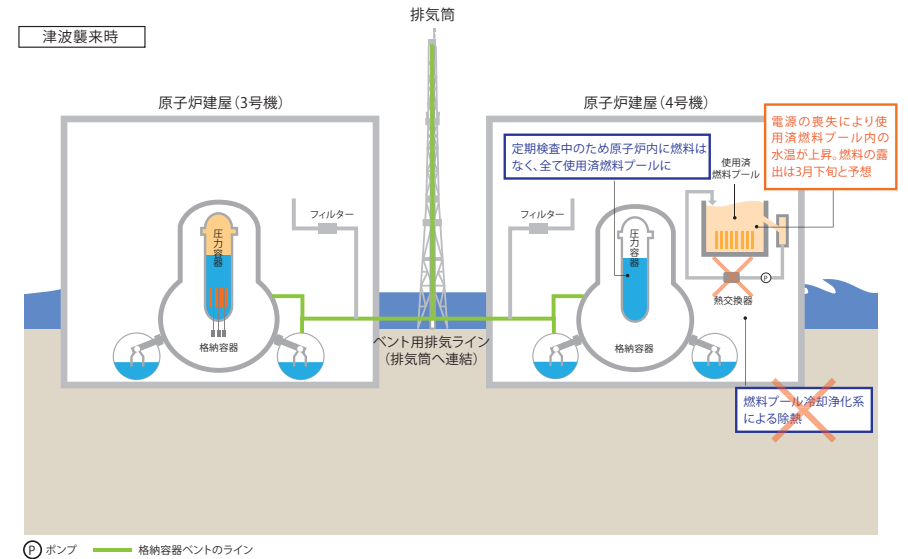 津波襲来時
排気筒
原子炉建屋（3号機）
原子炉建屋（4号機）
定期検査中のため原子炉内に燃料は
なく、全て使用済燃料プールに
使用済
燃料プール
電源の喪失により使
用済燃料プール内の
水温が上昇。燃料の露
出は3月下旬と予想
フィルター
圧力容器
格納容器
フィルター
圧力容器
格納容器
P
熱交換器
ベント用排気ライン
（排気筒へ連結）
燃料プール冷却浄化系
による除熱
P ポンプ
格納容器ベントのライン